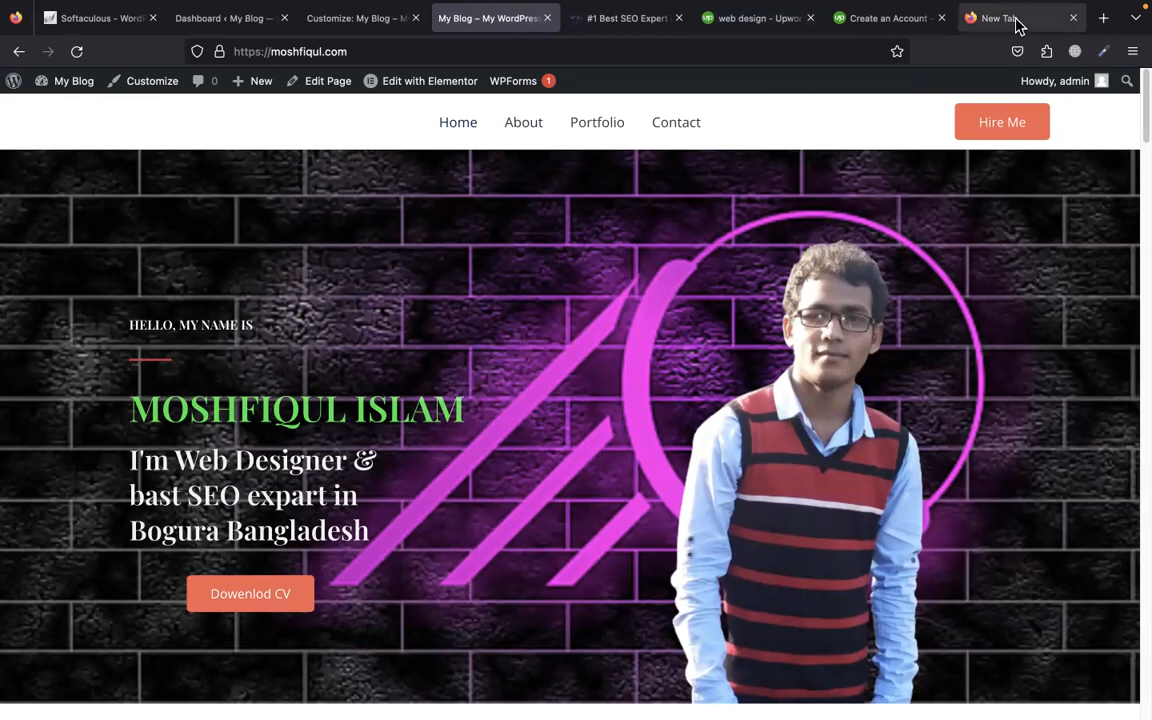 Softaculous - WordP
Dashboard ‹ My Blog —
Customize: My Blog – M
My Blog – My WordPress
#1 Best SEO Expert
web design - Upwor
Create an Account -
New Tab
https://moshfiqul.com
My Blog
Customize
0
New
Edit Page
Edit with Elementor
WPForms 1
Howdy, admin
Home
About
Portfolio
Contact
Hire Me
HELLO, MY NAME IS
MOSHFIQUL ISLAM
I'm Web Designer &
bast SEO expart in
Bogura Bangladesh
Dowenlod CV